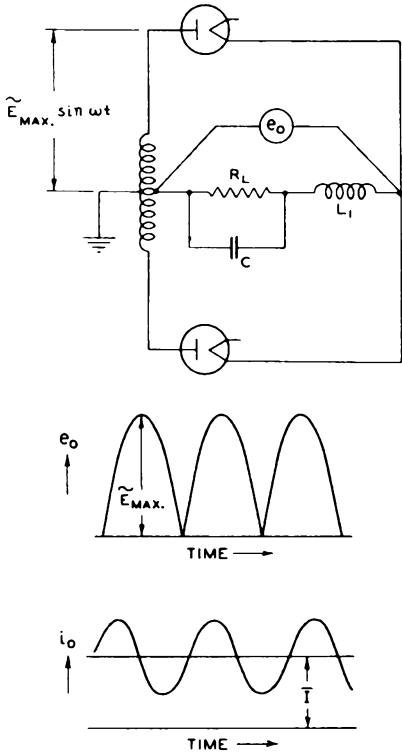 Ẽ MAX. sin ωt
e₀
R_L
L₁
C
e₀
Ẽ MAX.
TIME
i₀
Ī
TIME